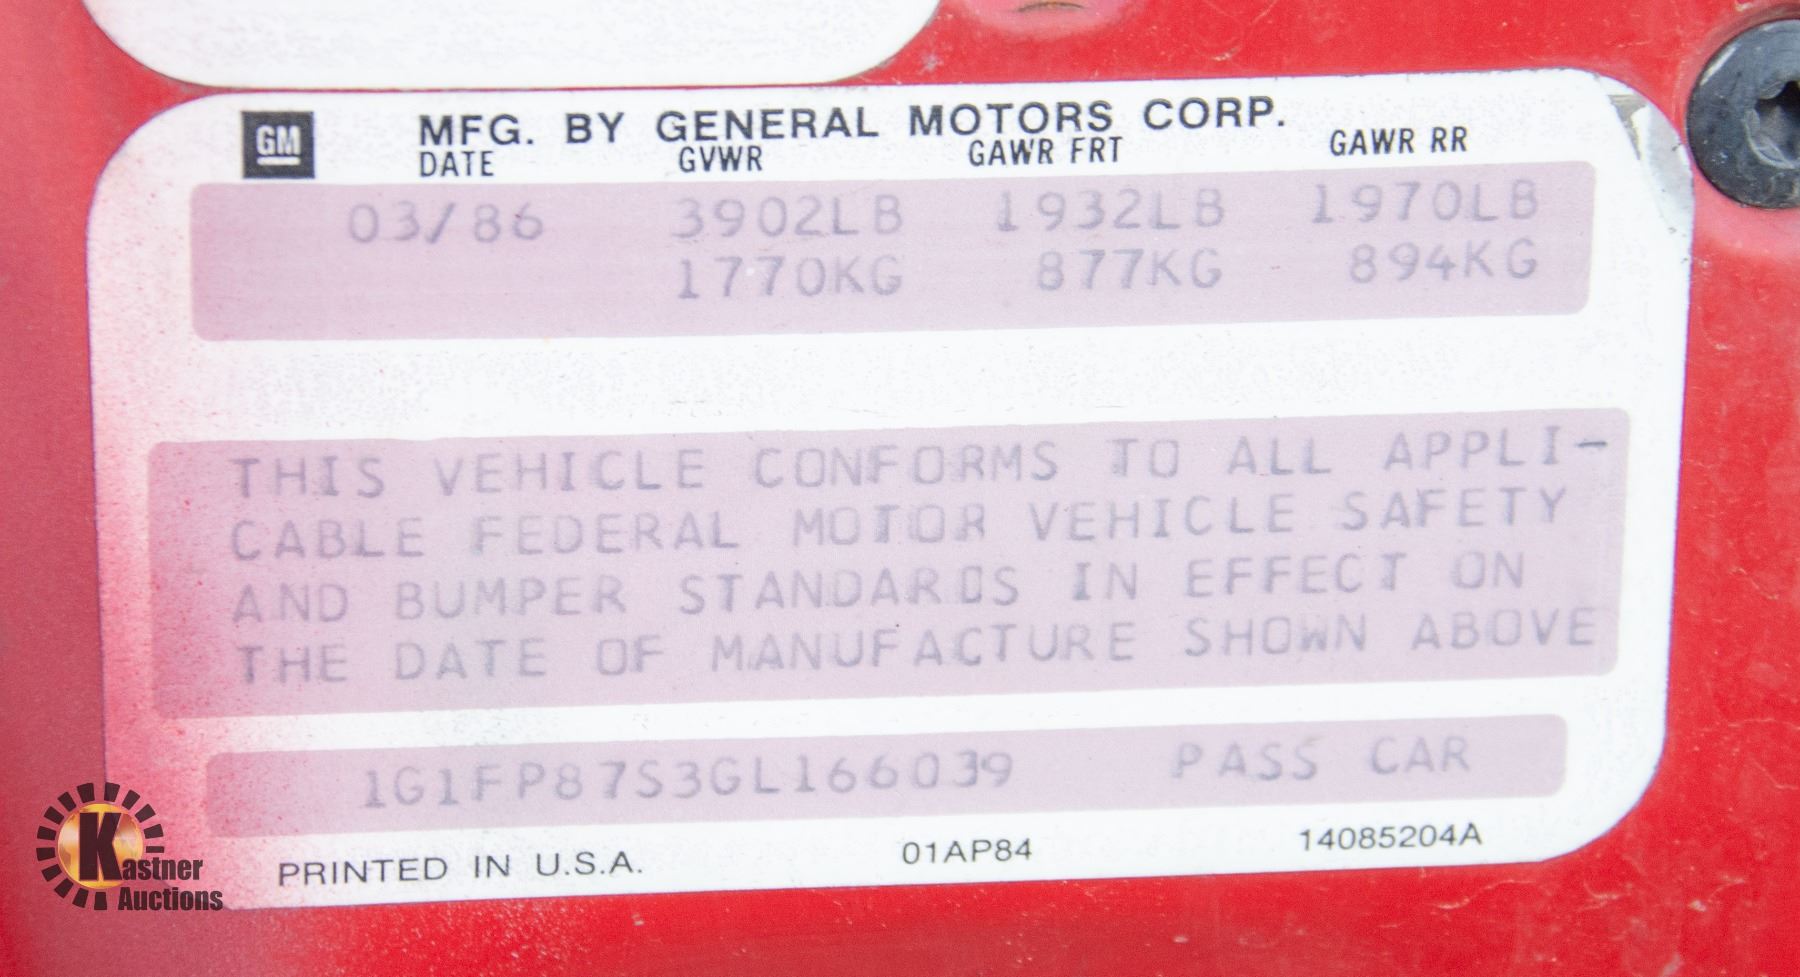 GM
MFG. BY GENERAL MOTORS CORP.
DATE GVWR GAWR FRT GAWR RR
03/86 3902LB 1932LB 1970LB
1770KG 877KG 894KG
THIS VEHICLE CONFORMS TO ALL APPLI-
CABLE FEDERAL MOTOR VEHICLE SAFETY
AND BUMPER STANDARDS IN EFFECT ON
THE DATE OF MANUFACTURE SHOWN ABOVE
1G1FP87S3GL166039 PASS CAR
PRINTED IN U.S.A. 01AP84 14085204A
Kastner
Auctions